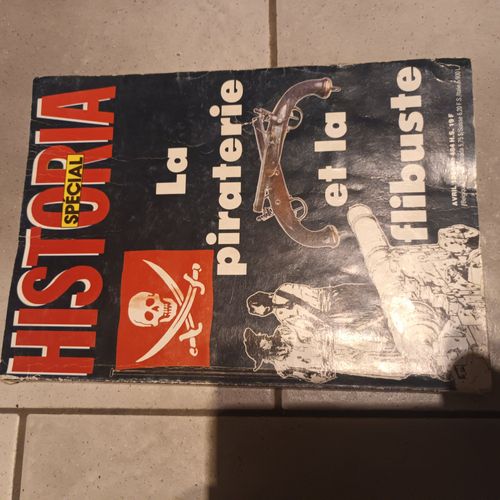 HISTORIA
SPÉCIAL
La
piraterie
et la
flibuste